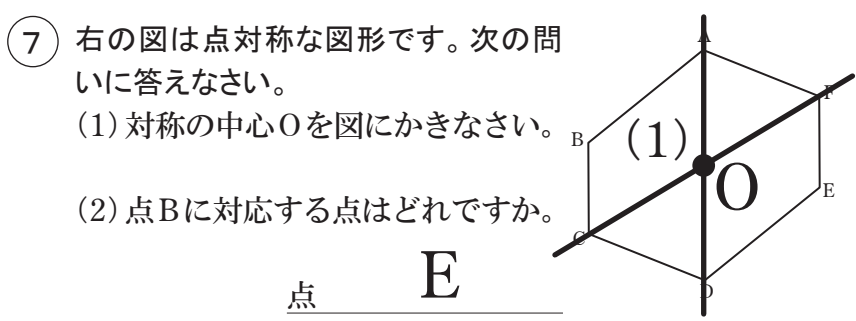 7 右の図は点対称な図形です。次の問
いに答えなさい。
(1)対称の中心Oを図にかきなさい。
(2)点Bに対応する点はどれですか。
点 E
A
F
B
(1)
O
E
C
D